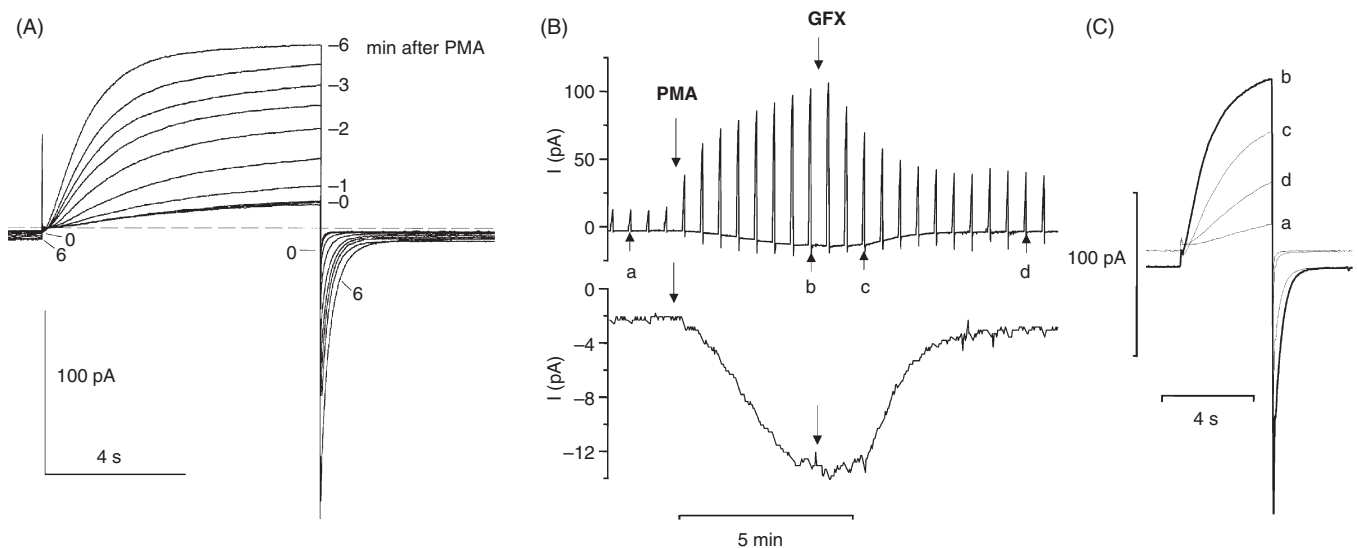 (A)
–6 min after PMA
–3
–2
–1
–0
0
6
0
6
100 pA
4 s
(B)
GFX
PMA
100
50
0
I (pA)
a
b
c
d
0
–4
–8
–12
I (pA)
5 min
(C)
b
c
d
a
100 pA
4 s